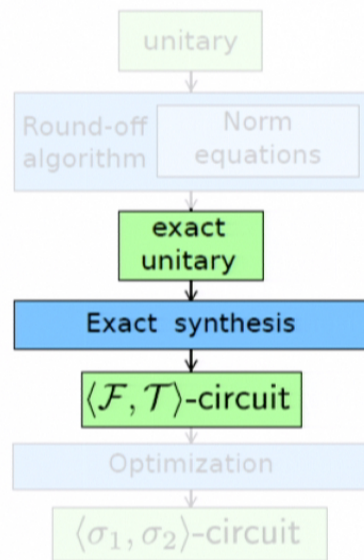 unitary
Round-off
algorithm
Norm
equations
exact
unitary
Exact synthesis
⟨ℱ, 𝒯⟩-circuit
Optimization
⟨σ₁, σ₂⟩-circuit